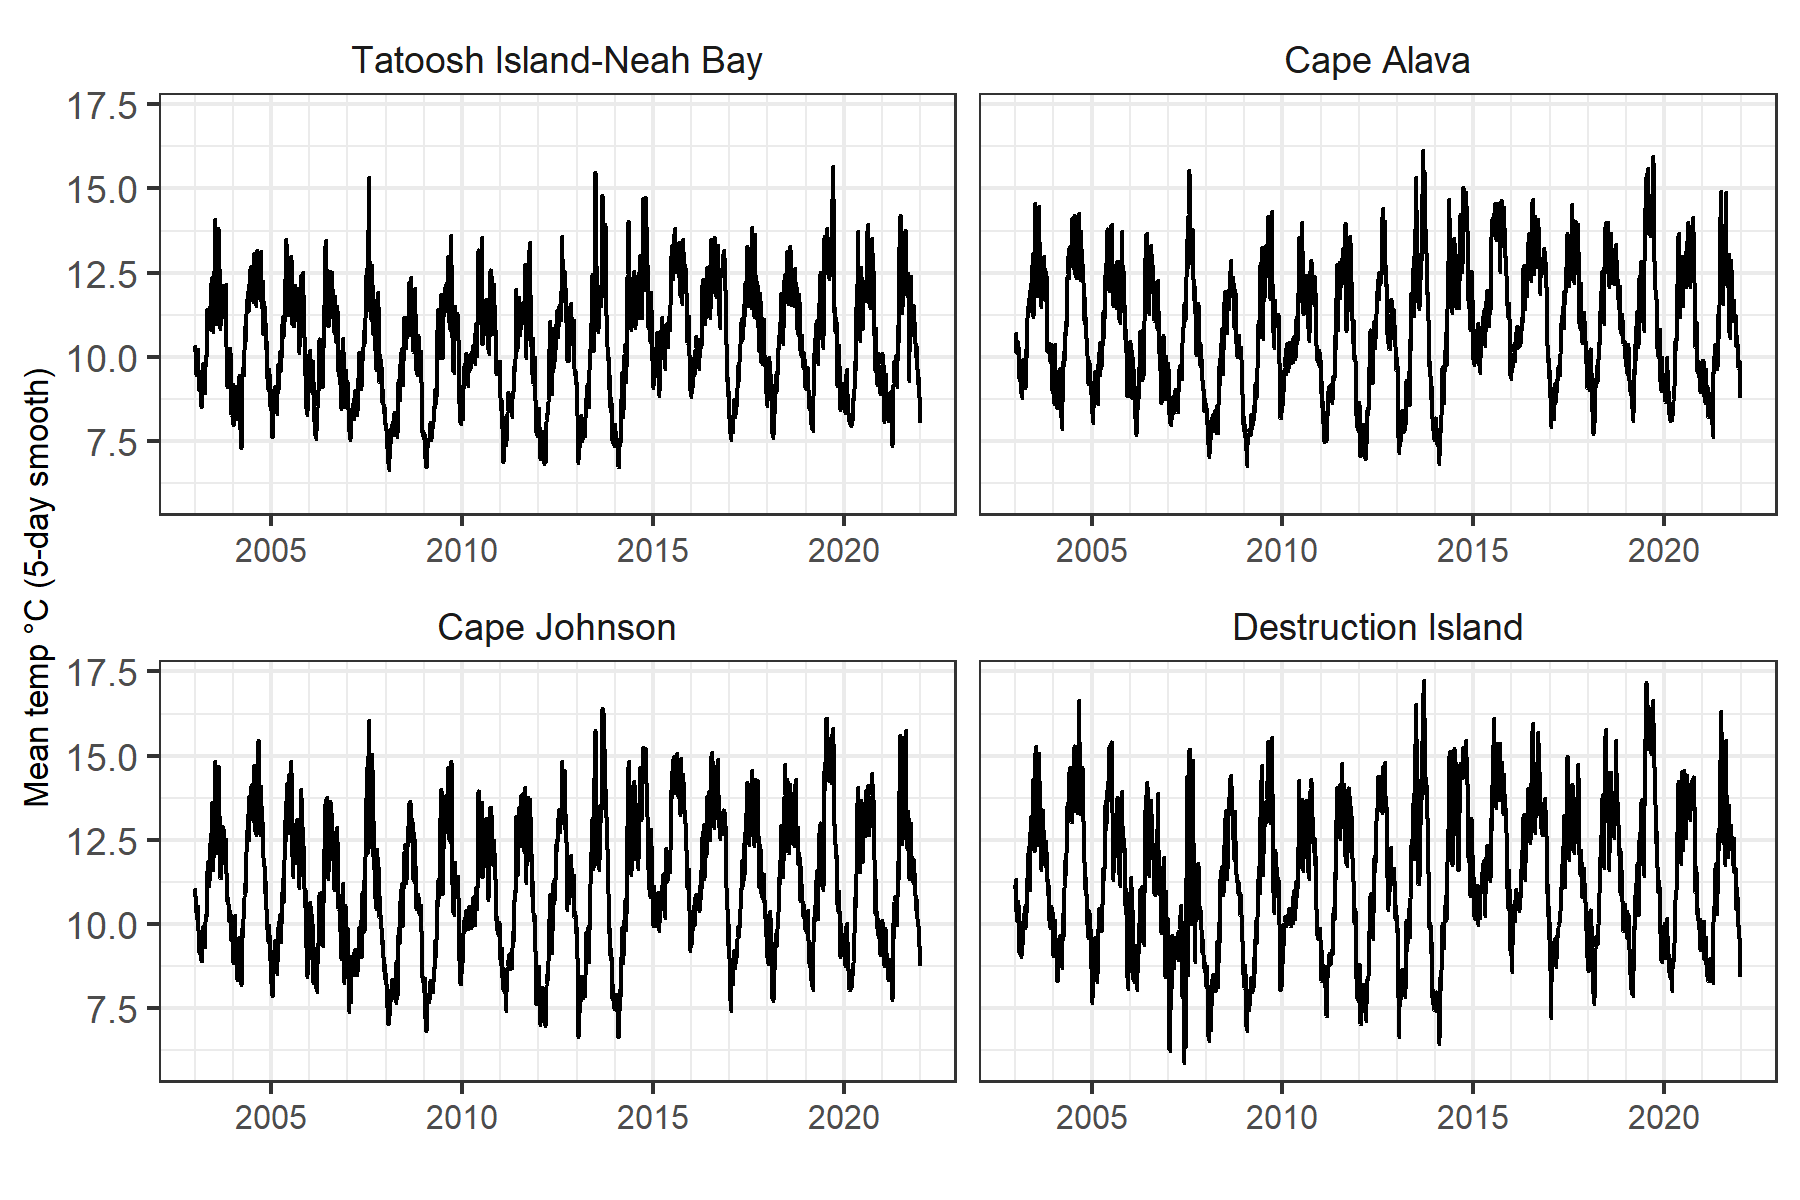 Tatoosh Island-Neah Bay
Cape Alava
17.5
15.0
12.5
10.0
7.5
2005 2010 2015 2020
2005 2010 2015 2020
Mean temp °C (5-day smooth)
Cape Johnson
Destruction Island
17.5
15.0
12.5
10.0
7.5
2005 2010 2015 2020
2005 2010 2015 2020